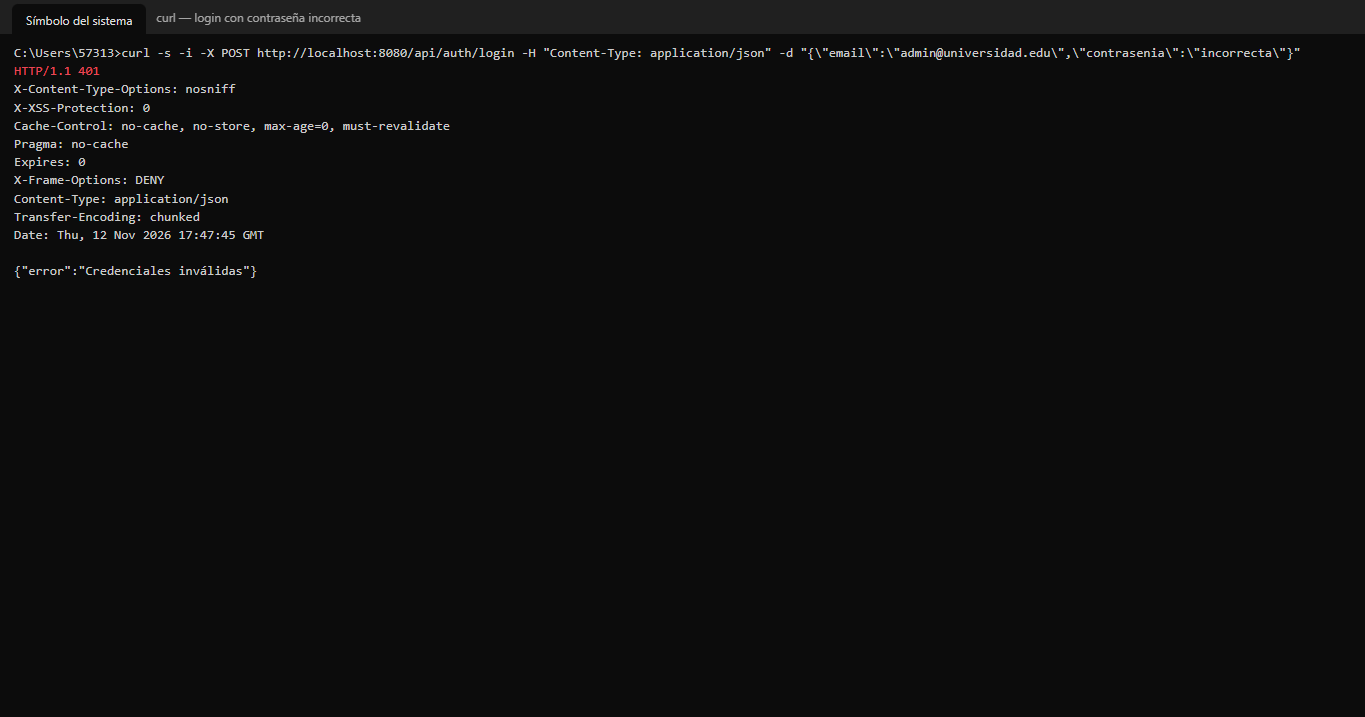 Símbolo del sistema
curl — login con contraseña incorrecta
C:\Users\57313>curl -s -i -X POST http://localhost:8080/api/auth/login -H "Content-Type: application/json" -d "{\"email\":\"admin@universidad.edu\",\"contrasenia\":\"incorrecta\"}"
HTTP/1.1 401
X-Content-Type-Options: nosniff
X-XSS-Protection: 0
Cache-Control: no-cache, no-store, max-age=0, must-revalidate
Pragma: no-cache
Expires: 0
X-Frame-Options: DENY
Content-Type: application/json
Transfer-Encoding: chunked
Date: Thu, 12 Nov 2026 17:47:45 GMT
{"error":"Credenciales inválidas"}